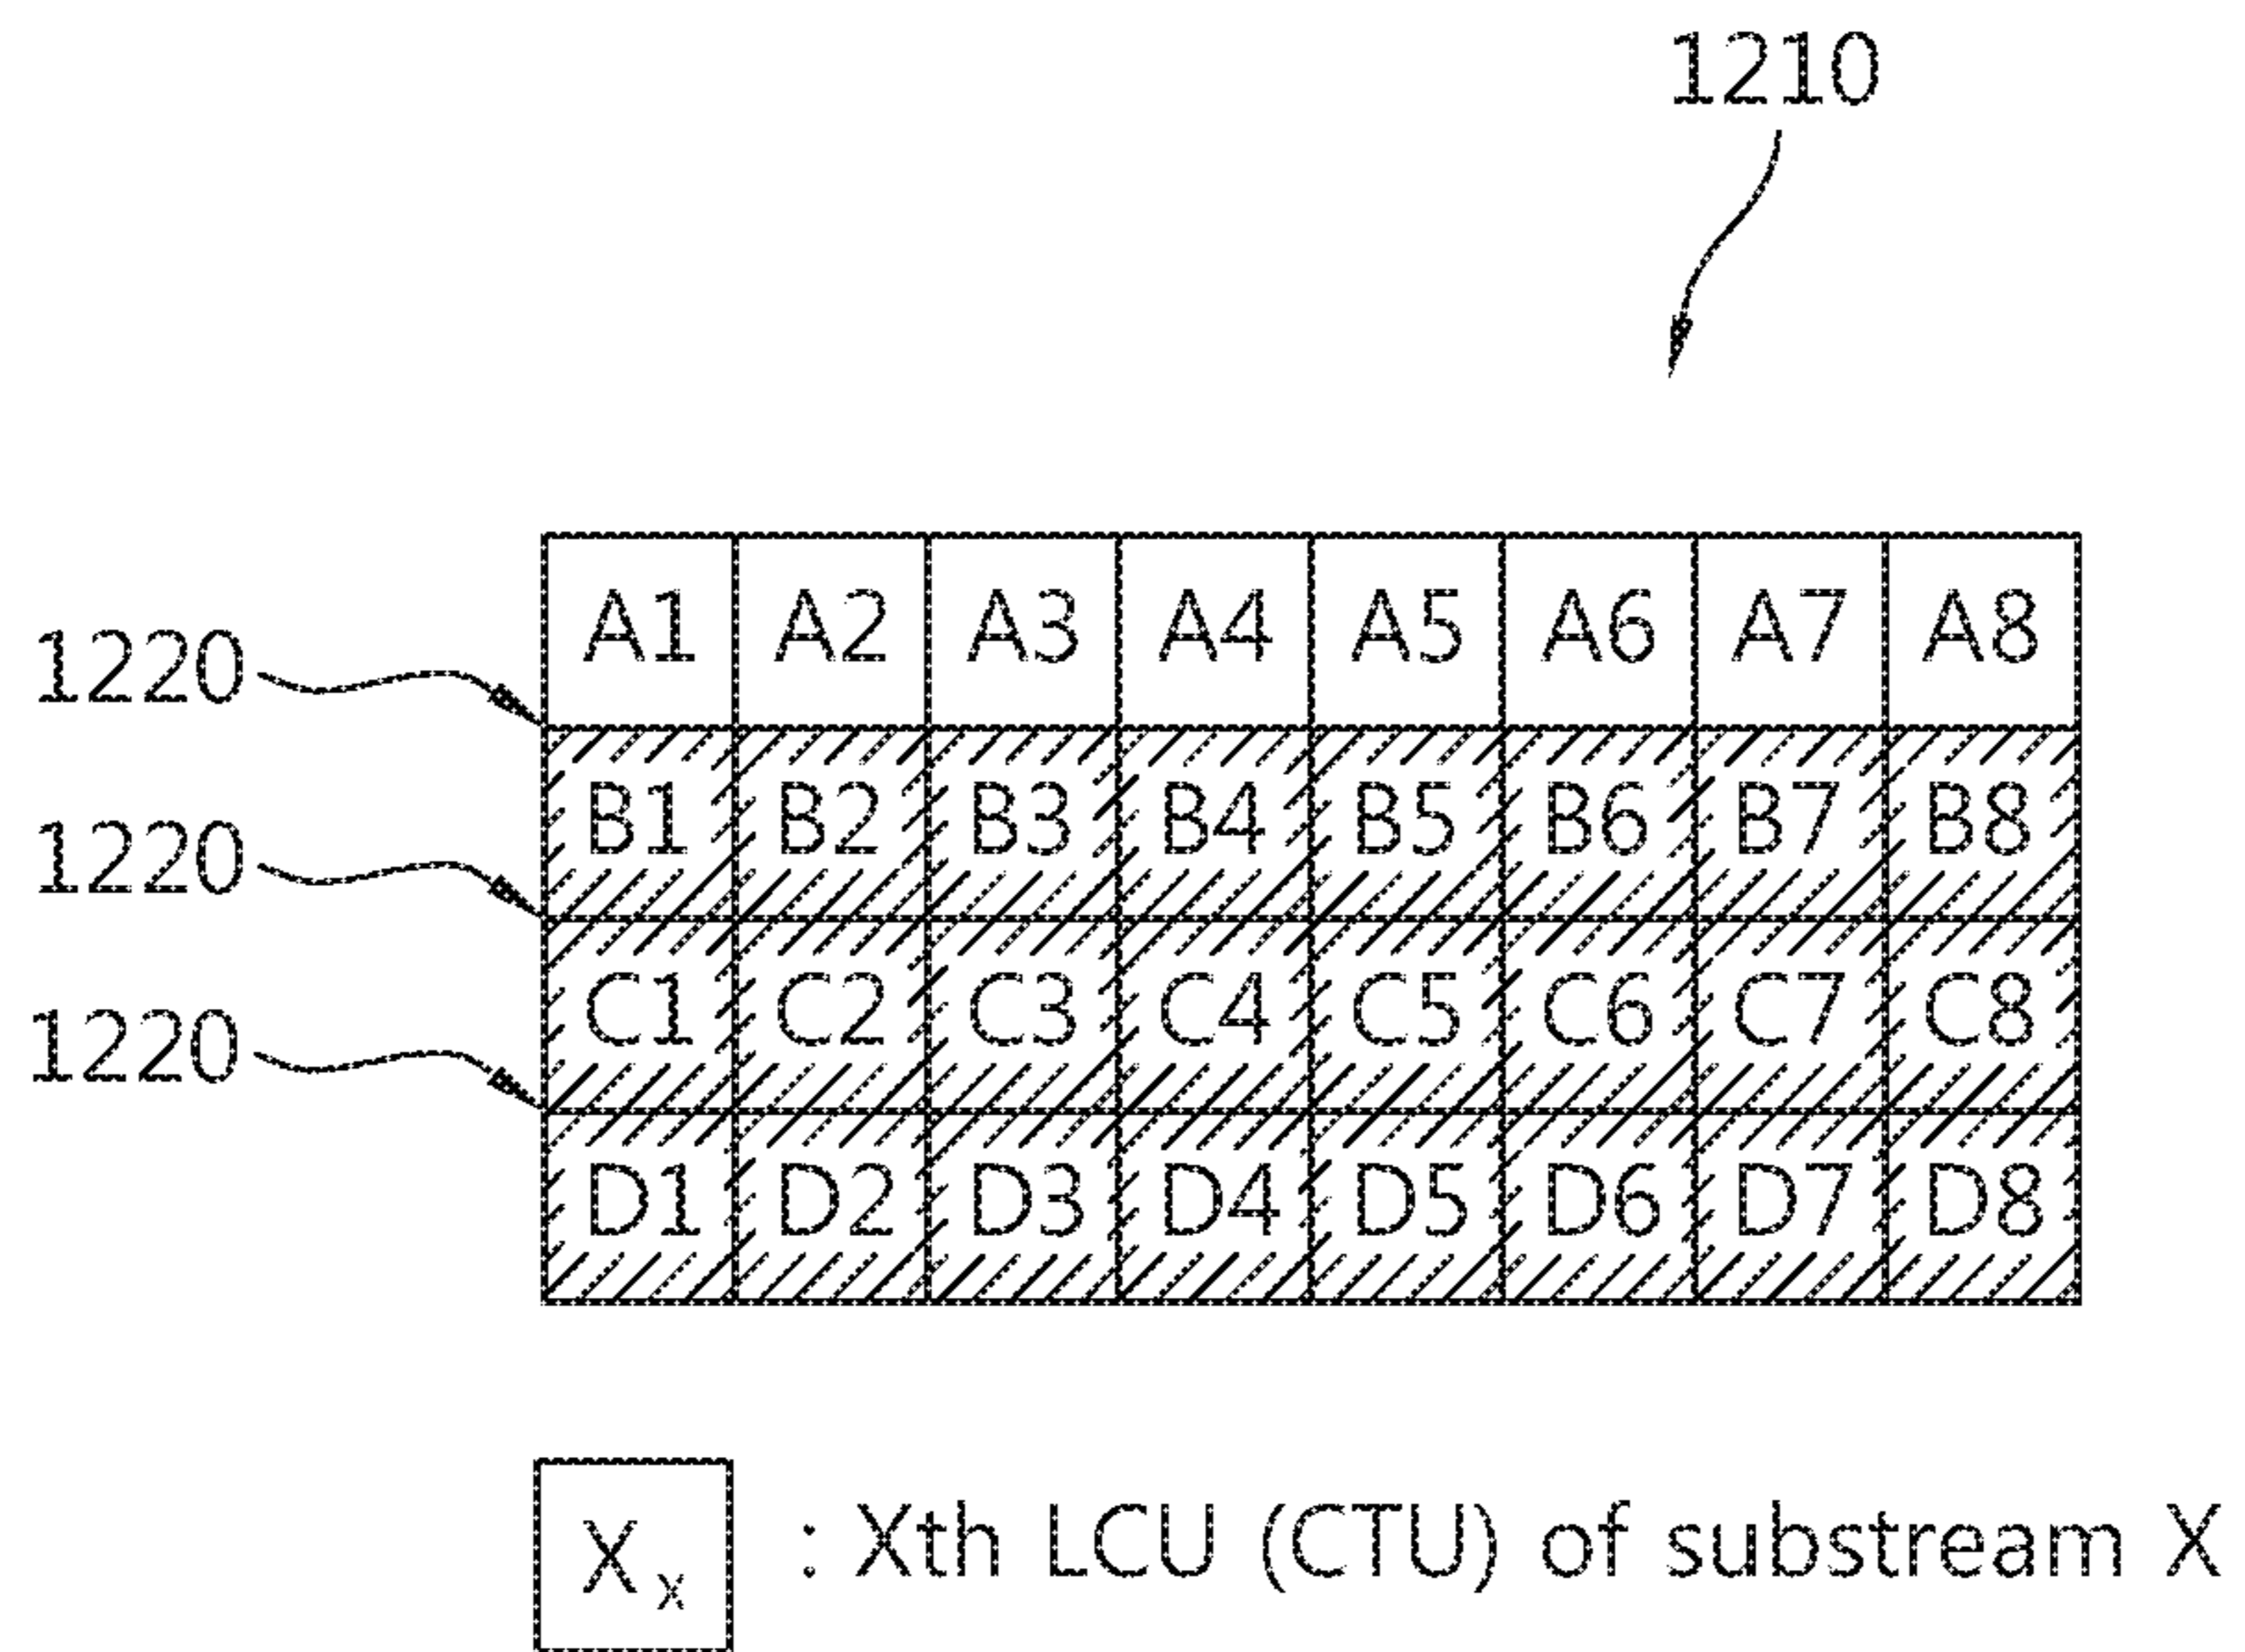 1210
A1 A2 A3 A4 A5 A6 A7 A8
1220
B1 B2 B3 B4 B5 B6 B7 B8
1220
C1 C2 C3 C4 C5 C6 C7 C8
1220
D1 D2 D3 D4 D5 D6 D7 D8
Xx : Xth LCU (CTU) of substream X